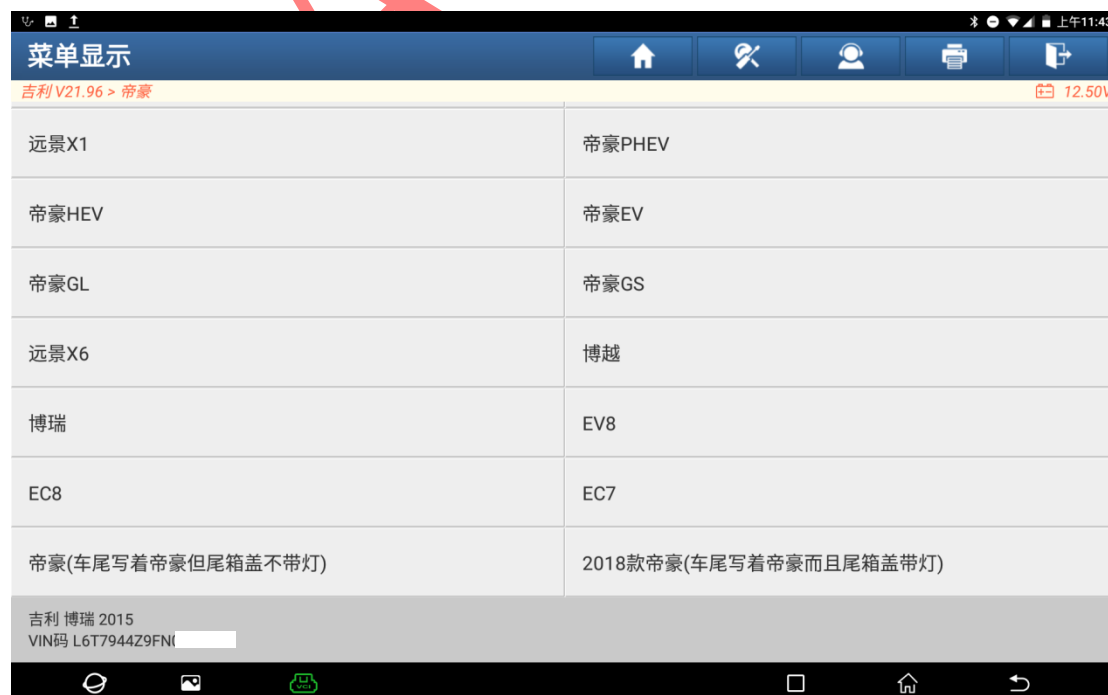 上午11:43
菜单显示
吉利 V21.96 > 帝豪
12.50V
远景X1
帝豪PHEV
帝豪HEV
帝豪EV
帝豪GL
帝豪GS
远景X6
博越
博瑞
EV8
EC8
EC7
帝豪(车尾写着帝豪但尾箱盖不带灯)
2018款帝豪(车尾写着帝豪而且尾箱盖带灯)
吉利 博瑞 2015
VIN码 L6T7944Z9FN
VCI